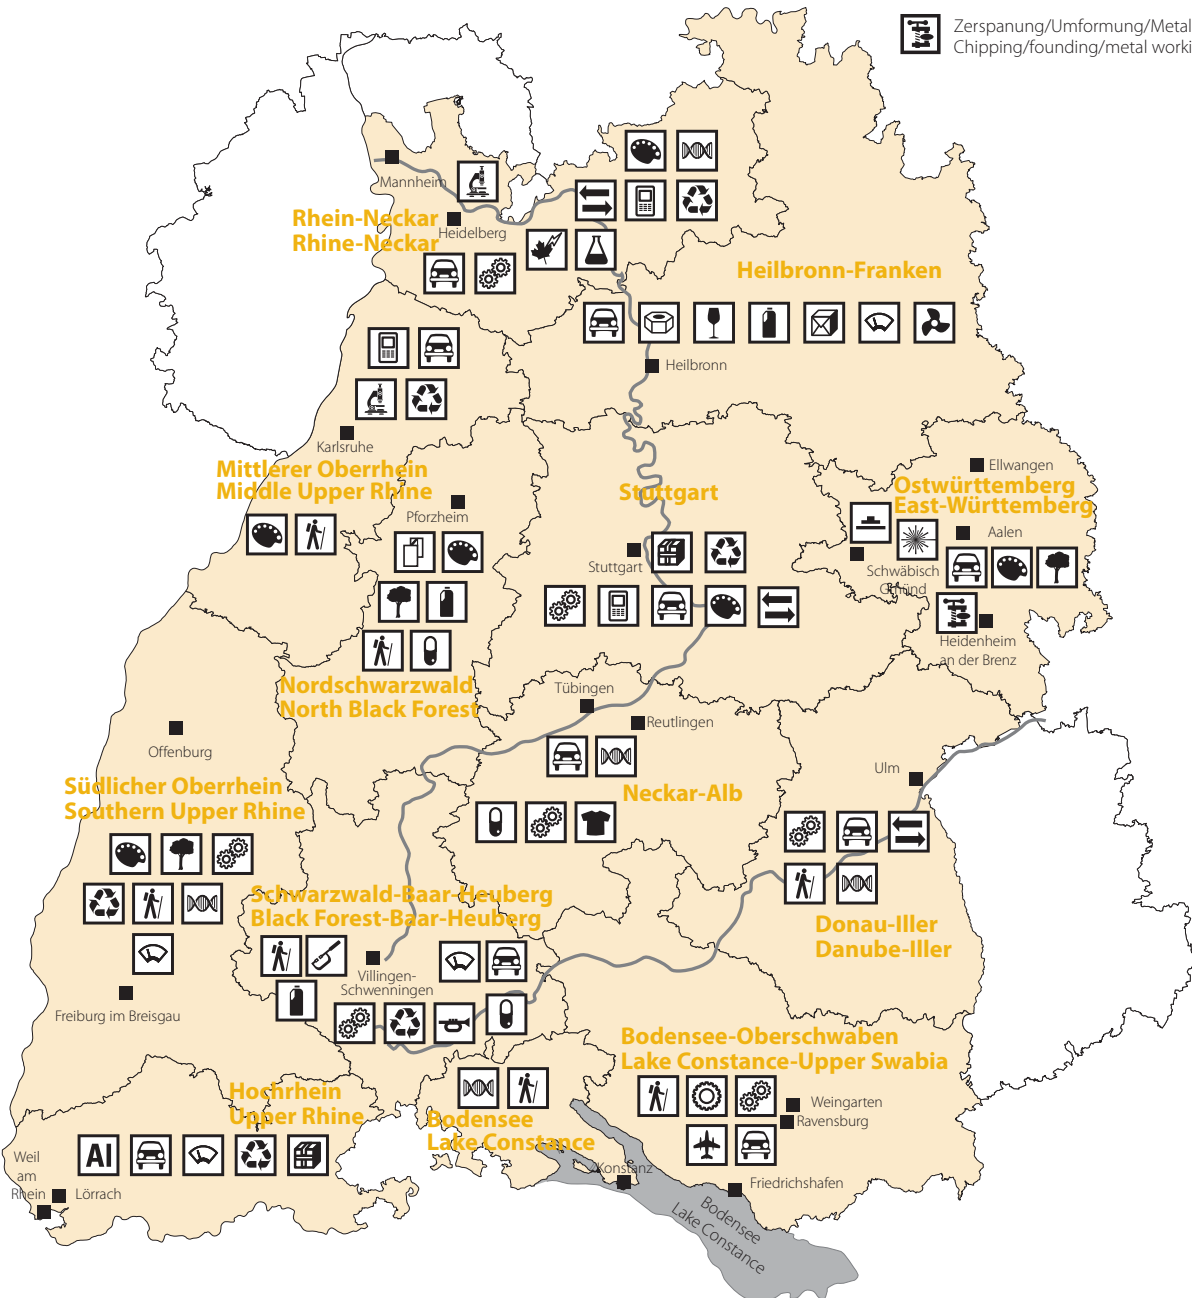 Zerspanung/Umformung/Metal
Chipping/founding/metal worki
Mannheim
Rhein-Neckar
Rhine-Neckar
Heidelberg
Heilbronn-Franken
Heilbronn
Karlsruhe
Mittlerer Oberrhein
Middle Upper Rhine
Pforzheim
Stuttgart
Stuttgart
Ellwangen
Ostwürttemberg
East-Württemberg
Aalen
Schwäbisch
Gmünd
Heidenheim
an der Brenz
Nordschwarzwald
North Black Forest
Tübingen
Reutlingen
Offenburg
Ulm
Südlicher Oberrhein
Southern Upper Rhine
Neckar-Alb
Schwarzwald-Baar-Heuberg
Black Forest-Baar-Heuberg
Donau-Iller
Danube-Iller
Villingen-
Schwenningen
Freiburg im Breisgau
Bodensee-Oberschwaben
Lake Constance-Upper Swabia
Hochrhein
Upper Rhine
Bodensee
Lake Constance
Weingarten
Ravensburg
Al
Weil
am
Rhein
Lörrach
Konstanz
Friedrichshafen
Bodensee
Lake Constance